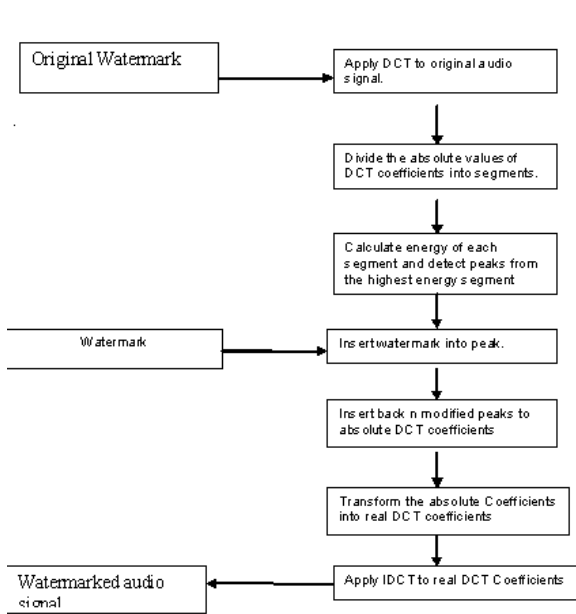 Original Watermark
Apply DCT to original audio
signal.
Divide the absolute values of
DCT coefficients into segments.
Calculate energy of each
segment and detect peaks from
the highest energy segment
Watermark
Insert watermark into peak.
Insert back n modified peaks to
absolute DCT coefficients
Transform the absolute Coefficients
into real DCT coefficients
Watermarked audio
signal
Apply IDCT to real DCT Coefficients